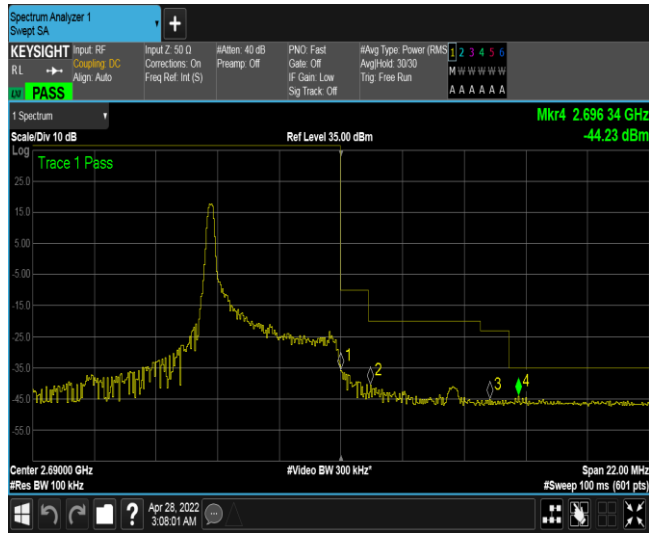 Spectrum Analyzer 1
Swept SA
+
KEYSIGHT
RL
LXI PASS
Input: RF
Coupling: DC
Align: Auto
Input Z: 50 Ω
Corrections: On
Freq Ref: Int (S)
#Atten: 40 dB
Preamp: Off
PNO: Fast
Gate: Off
IF Gain: Low
Sig Track: Off
#Avg Type: Power (RMS
Avg|Hold: 30/30
Trig: Free Run
1 2 3 4 5 6
M W W W W W
A A A A A A
1 Spectrum
Mkr4 2.696 34 GHz
Scale/Div 10 dB
Ref Level 35.00 dBm
-44.23 dBm
Log
Trace 1 Pass
25.0
15.0
5.00
-5.00
-15.0
-25.0
-35.0
-45.0
-55.0
1
2
3
4
Center 2.69000 GHz
#Video BW 300 kHz*
Span 22.00 MHz
#Res BW 100 kHz
#Sweep 100 ms (601 pts)
?
Apr 28, 2022
3:08:01 AM